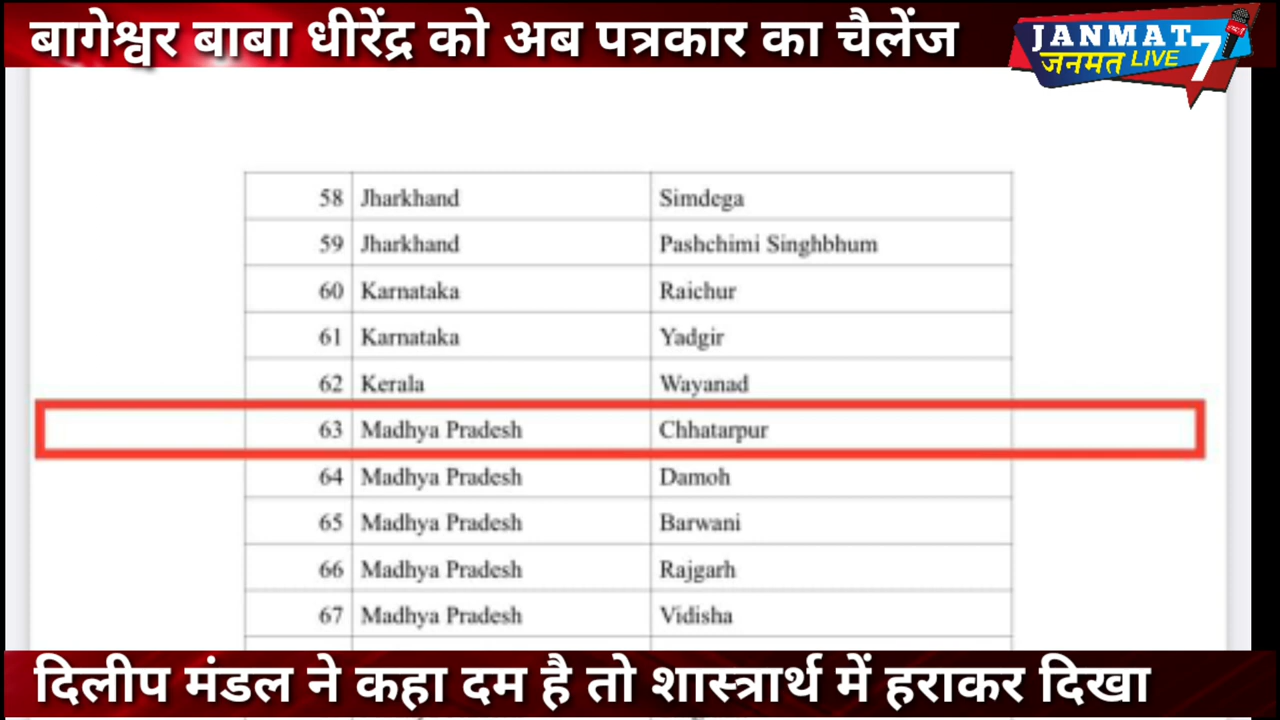 बागेश्वर बाबा धीरेंद्र को अब पत्रकार का चैलेंज
JANMAT
जनमत LIVE 7
58 Jharkhand Simdega
59 Jharkhand Pashchimi Singhbhum
60 Karnataka Raichur
61 Karnataka Yadgir
62 Kerala Wayanad
63 Madhya Pradesh Chhatarpur
64 Madhya Pradesh Damoh
65 Madhya Pradesh Barwani
66 Madhya Pradesh Rajgarh
67 Madhya Pradesh Vidisha
दिलीप मंडल ने कहा दम है तो शास्त्रार्थ में हराकर दिखा